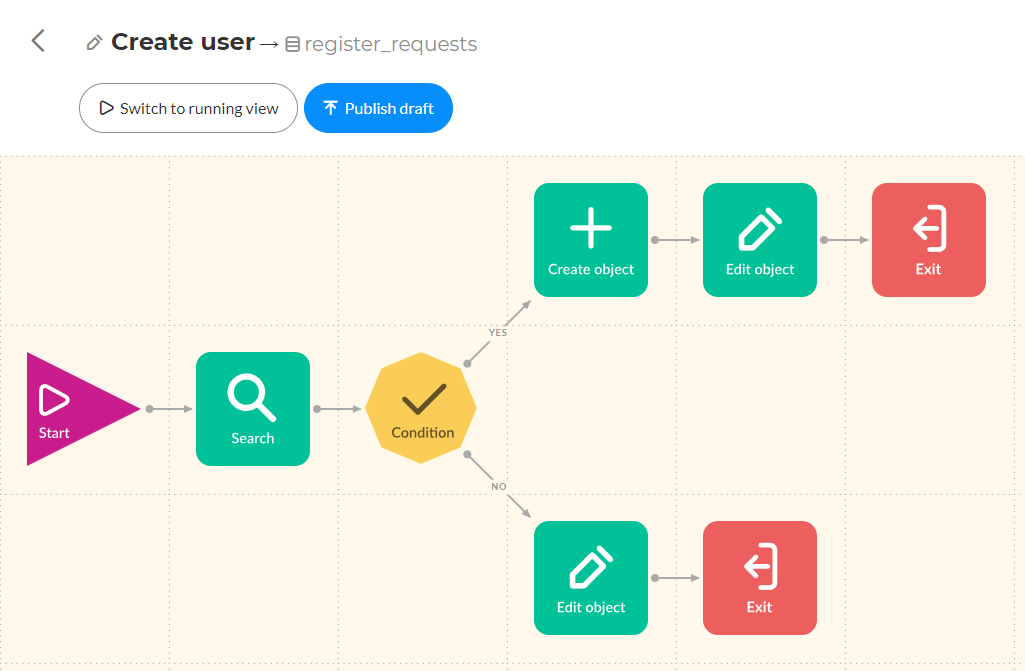 Create user → register_requests
Switch to running view
Publish draft
Create object
Edit object
Exit
YES
Start
Search
Condition
NO
Edit object
Exit